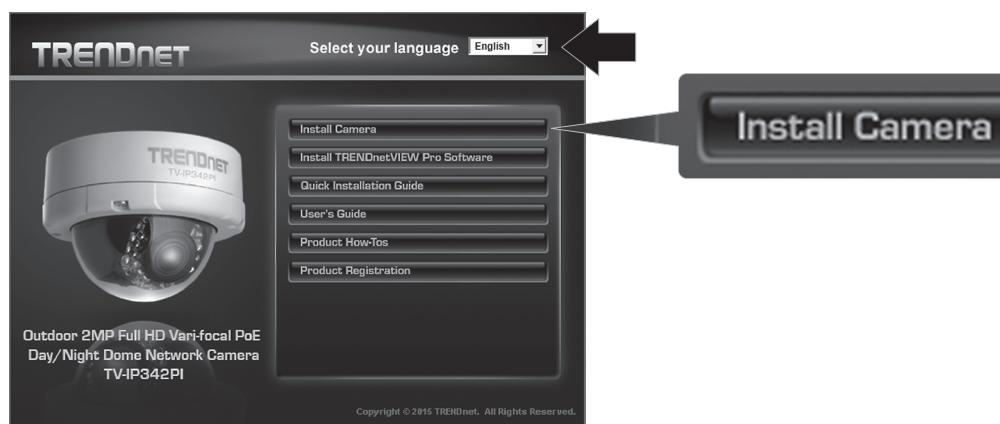 TRENDnet
Select your language English
Install Camera
Install TRENDnetVIEW Pro Software
Quick Installation Guide
User's Guide
Product How-Tos
Product Registration
TRENDnet
TV-IP342PI
Outdoor 2MP Full HD Vari-focal PoE
Day/Night Dome Network Camera
TV-IP342PI
Copyright © 2015 TRENDnet. All Rights Reserved.
Install Camera